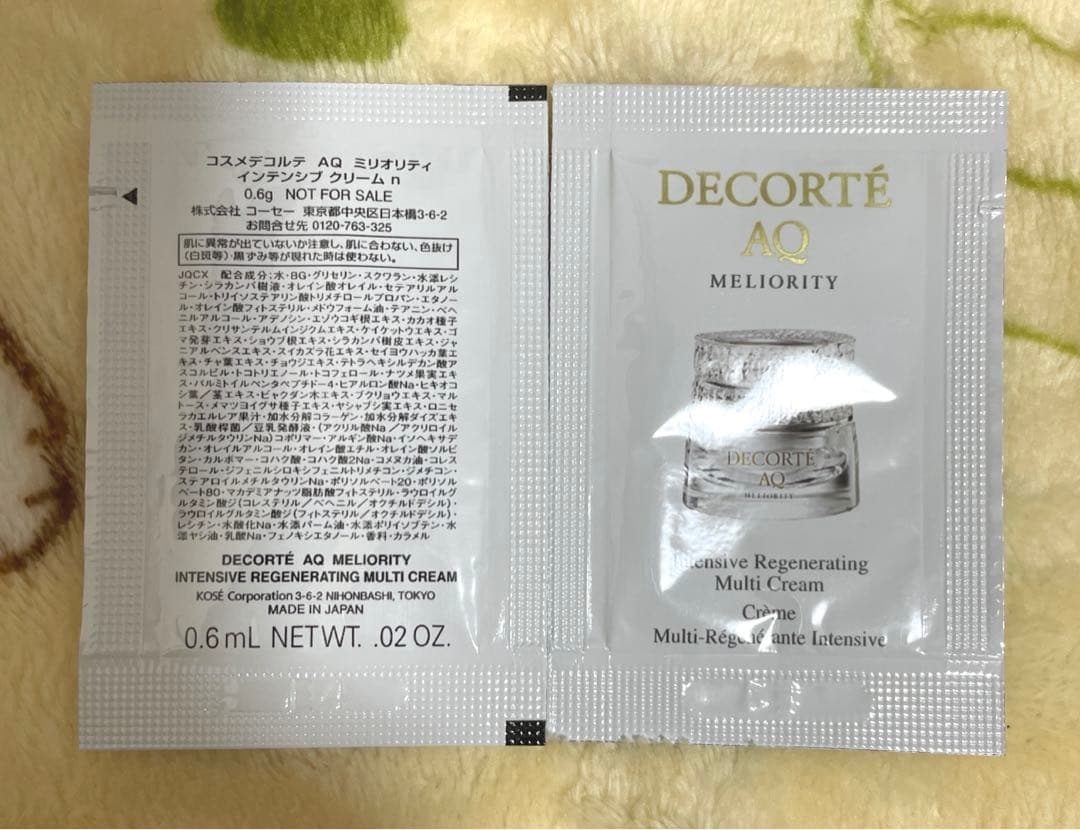 コスメデコルテ AQ ミリオリティ
インテンシブ クリーム n
0.6g NOT FOR SALE
株式会社 コーセー 東京都中央区日本橋3-6-2
お問合せ先 0120-763-325
肌に異常が出ていないか注意し、肌に合わない、色抜け
(白斑等)・黒ずみ等が現れた時は使わない。
JQCX 配合成分:水・BG・グリセリン・スクワラン・水添レシ
チン・シラカンバ樹液・オレイン酸オレイル・セテアリルアル
コール・トリイソステアリン酸トリメチロールプロパン・エタノー
ル・オレイン酸フィトステリル・メドウフォーム油・テアニン・ベヘ
ニルアルコール・アデノシン・エゾウコギ根エキス・カカオ種子
エキス・クリサンテルムインジクムエキス・ケイケットウエキス・ゴ
マ発芽エキス・ショウブ根エキス・シラカンバ樹皮エキス・ジャ
ニアルベンスエキス・スイカズラ花エキス・セイヨウハッカ葉エ
キス・チャ葉エキス・チョウジエキス・テトラヘキシルデカン酸ア
スコルビル・トコトリエノール・トコフェロール・ナツメ果実エキ
ス・パルミトイルペンタペプチド-4・ヒアルロン酸Na・ヒキオコ
シ葉/茎エキス・ビャクダン木エキス・ブクリョウエキス・マル
トース・メマツヨイグサ種子エキス・ヤシャブシ実エキス・ロニセ
ラカエルレア果汁・加水分解コラーゲン・加水分解ダイズエキ
ス・乳酸桿菌/豆乳発酵液・(アクリル酸Na/アクリロイル
ジメチルタウリンNa)コポリマー・アルギン酸Na・イソヘキサデ
カン・オレイルアルコール・オレイン酸エチル・オレイン酸ソルビ
タン・カルボマー・コハク酸・コハク酸2Na・コメヌカ油・コレス
テロール・ジフェニルシロキシフェニルトリメチコン・ジメチコン・
ステアロイルメチルタウリンNa・ポリソルベート20・ポリソル
ベート80・マカデミアナッツ脂肪酸フィトステリル・ラウロイルグ
ルタミン酸ジ(コレステリル/ベヘニル/オクチルドデシル)・
ラウロイルグルタミン酸ジ(フィトステリル/オクチルドデシル)・
レシチン・水酸化Na・水添パーム油・水添ポリイソブテン・水
添ヤシ油・乳酸Na・フェノキシエタノール・香料・カラメル
DECORTÉ AQ MELIORITY
INTENSIVE REGENERATING MULTI CREAM
KOSÉ Corporation 3-6-2 NIHONBASHI, TOKYO
MADE IN JAPAN
0.6 mL NET WT. .02 OZ.
DECORTÉ
AQ
MELIORITY
DECORTÉ
AQ
MELIORITY
Intensive Regenerating
Multi Cream
Crème
Multi-Régénérante Intensive